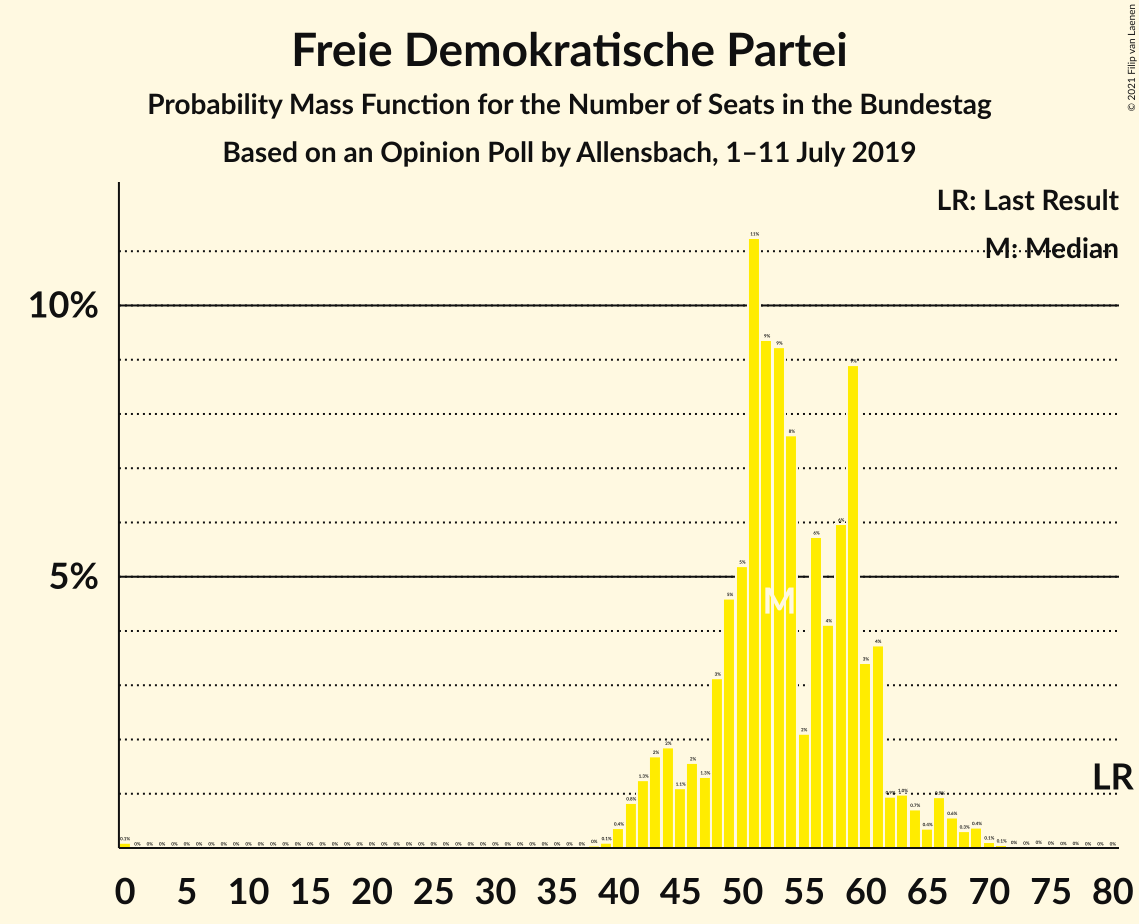 © 2021 Filip van Laenen
Freie Demokratische Partei
Probability Mass Function for the Number of Seats in the Bundestag
Based on an Opinion Poll by Allensbach, 1–11 July 2019
LR: Last Result
M: Median
10%
5%
M
LR
0 5 10 15 20 25 30 35 40 45 50 55 60 65 70 75 80